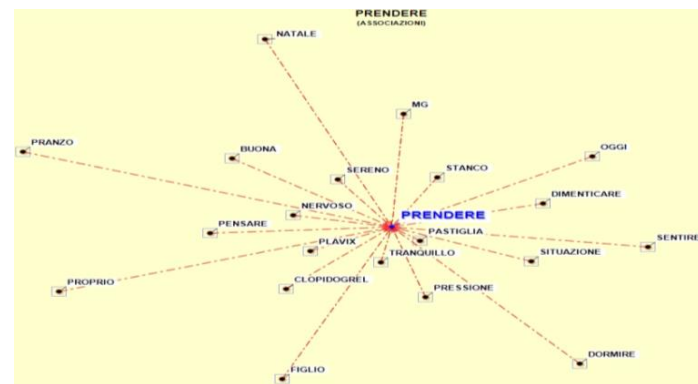 PRENDERE
(ASSOCIAZIONI)
NATALE
MG
PRANZO
BUONA
OGGI
SERENO
STANCO
DIMENTICARE
NERVOSO
PRENDERE
PENSARE
PASTIGLIA
SENTIRE
PLAVIX
TRANQUILLO
SITUAZIONE
PROPRIO
CLOPIDOGREL
PRESSIONE
DORMIRE
FIGLIO